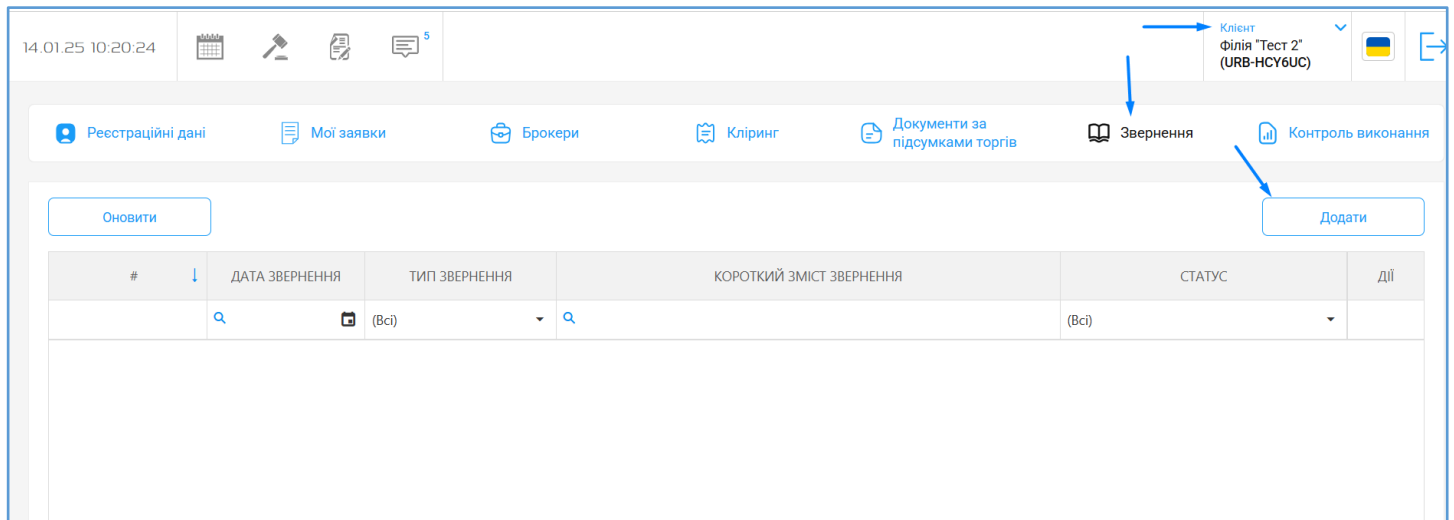 14.01.25 10:20:24
5
Клієнт
Філія "Тест 2"
(URB-HCY6UC)
Реєстраційні дані
Мої заявки
Брокери
Кліринг
Документи за
підсумками торгів
Звернення
Контроль виконання
Оновити
Додати
#
ДАТА ЗВЕРНЕННЯ
ТИП ЗВЕРНЕННЯ
КОРОТКИЙ ЗМІСТ ЗВЕРНЕННЯ
СТАТУС
ДІЇ
(Всі)
(Всі)